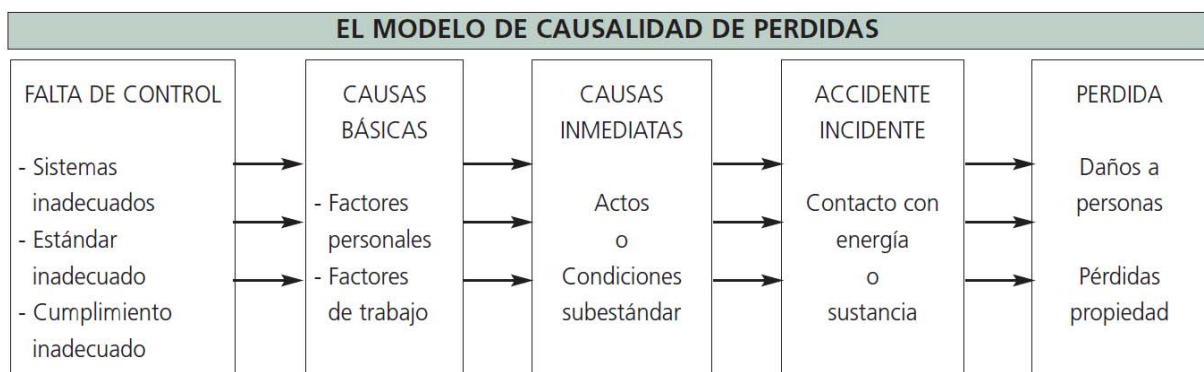 EL MODELO DE CAUSALIDAD DE PERDIDAS
FALTA DE CONTROL
- Sistemas
inadecuados
- Estándar
inadecuado
- Cumplimiento
inadecuado
CAUSAS
BÁSICAS
- Factores
personales
- Factores
de trabajo
CAUSAS
INMEDIATAS
Actos
o
Condiciones
subestándar
ACCIDENTE
INCIDENTE
Contacto con
energía
o
sustancia
PERDIDA
Daños a
personas
Pérdidas
propiedad